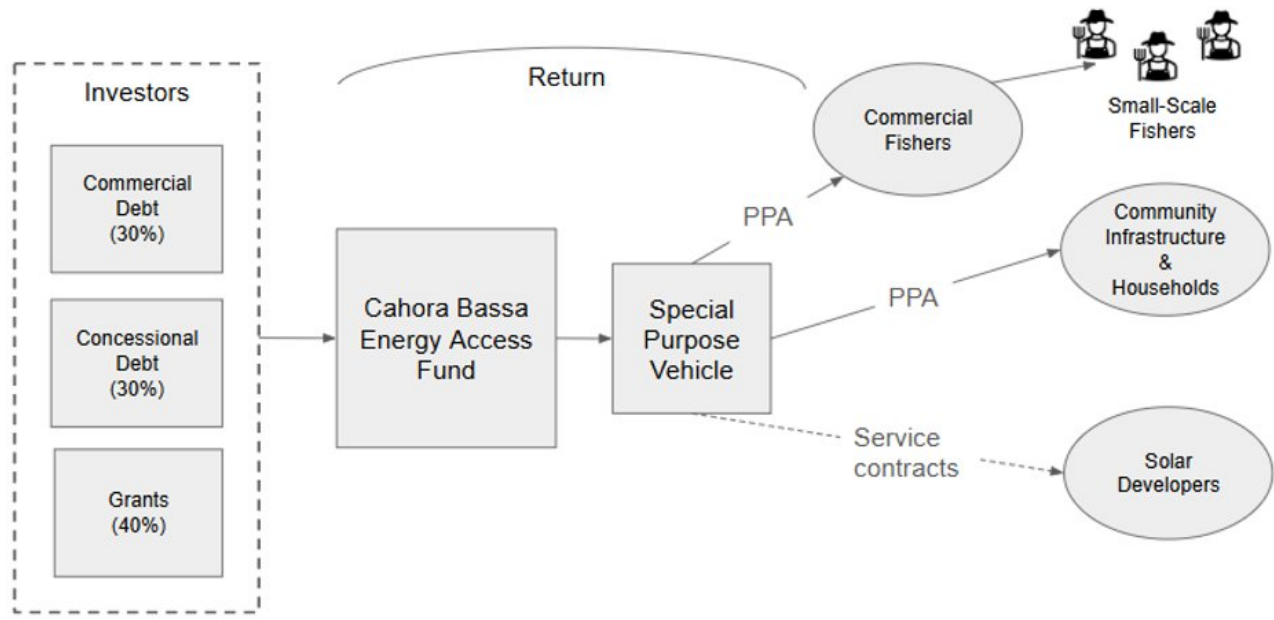 Investors
Commercial
Debt
(30%)
Concessional
Debt
(30%)
Grants
(40%)
Return
Cahora Bassa
Energy Access
Fund
Special
Purpose
Vehicle
PPA
Commercial
Fishers
Small-Scale
Fishers
PPA
Community
Infrastructure
&
Households
Service
contracts
Solar
Developers